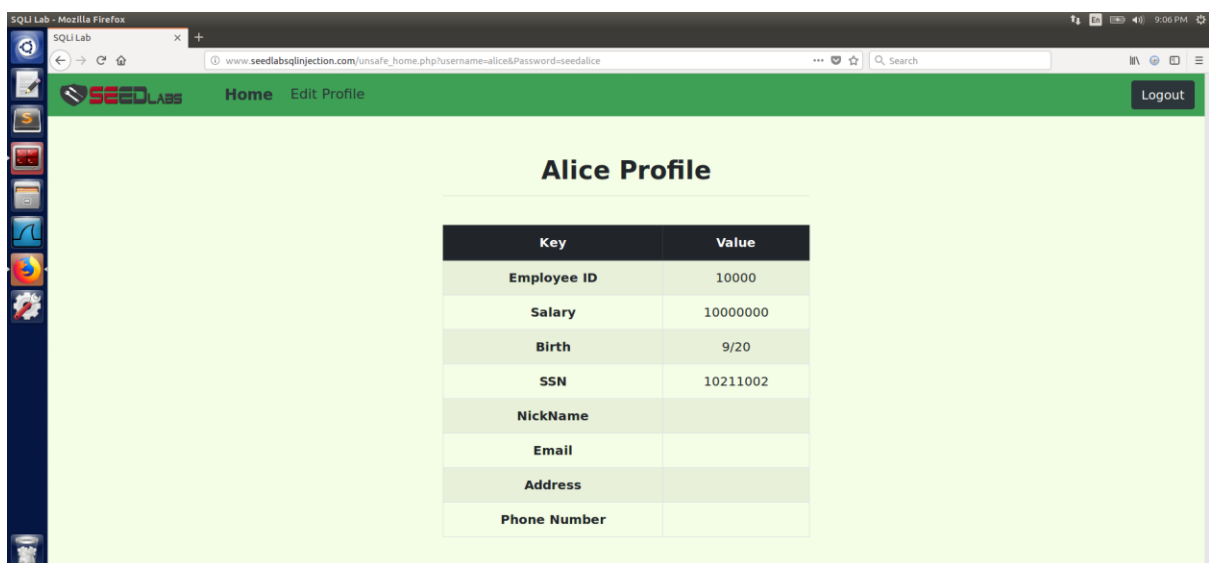 SQLi Lab - Mozilla Firefox
En 9:06 PM
SQLi Lab
www.seedlabsqlinjection.com/unsafe_home.php?username=alice&Password=seedalice
Search
SEEDLABS Home Edit Profile Logout
Alice Profile
Key Value
Employee ID 10000
Salary 10000000
Birth 9/20
SSN 10211002
NickName
Email
Address
Phone Number